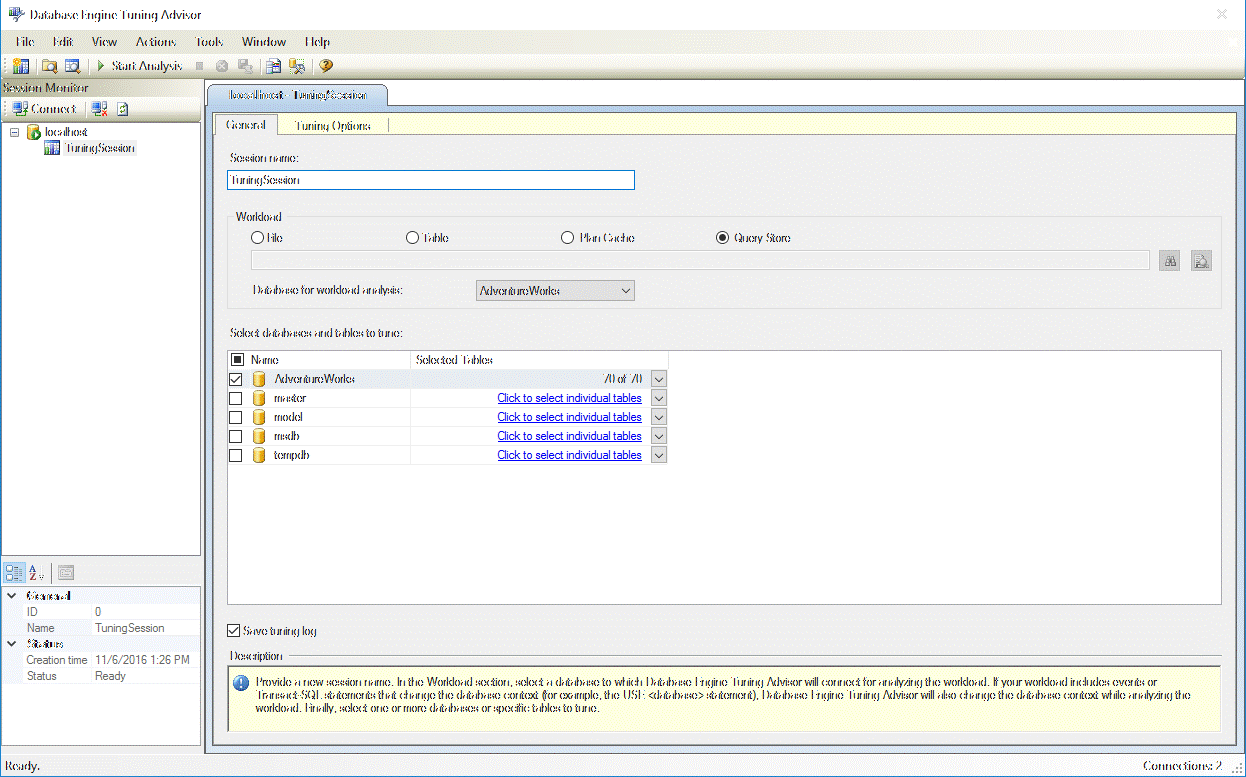 Database Engine Tuning Advisor
File Edit View Actions Tools Window Help
Start Analysis
Session Monitor
Connect
localhost
TuningSession
localhost - TuningSession
General Tuning Options
Session name:
TuningSession
Workload
File Table Plan Cache Query Store
Database for workload analysis: AdventureWorks
Select databases and tables to tune:
Name Selected Tables
AdventureWorks 70 of 70
master Click to select individual tables
model Click to select individual tables
msdb Click to select individual tables
tempdb Click to select individual tables
Save tuning log
Description
Provide a new session name. In the Workload section, select a database to which Database Engine Tuning Advisor will connect for analyzing the workload. If your workload includes events or
Transact-SQL statements that change the database context (for example, the USE <database> statement), Database Engine Tuning Advisor will also change the database context while analyzing the
workload. Finally, select one or more databases or specific tables to tune.
General
ID 0
Name TuningSession
Status
Creation time 11/6/2016 1:26 PM
Status Ready
Ready.
Connections: 2